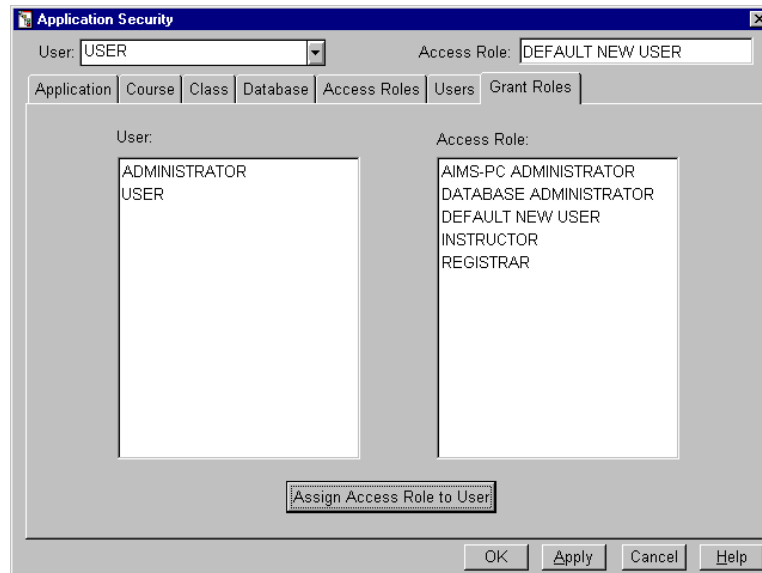 Application Security
User: USER Access Role: DEFAULT NEW USER
Application Course Class Database Access Roles Users Grant Roles
User: Access Role:
ADMINISTRATOR AIMS-PC ADMINISTRATOR
USER DATABASE ADMINISTRATOR
DEFAULT NEW USER
INSTRUCTOR
REGISTRAR
Assign Access Role to User
OK Apply Cancel Help